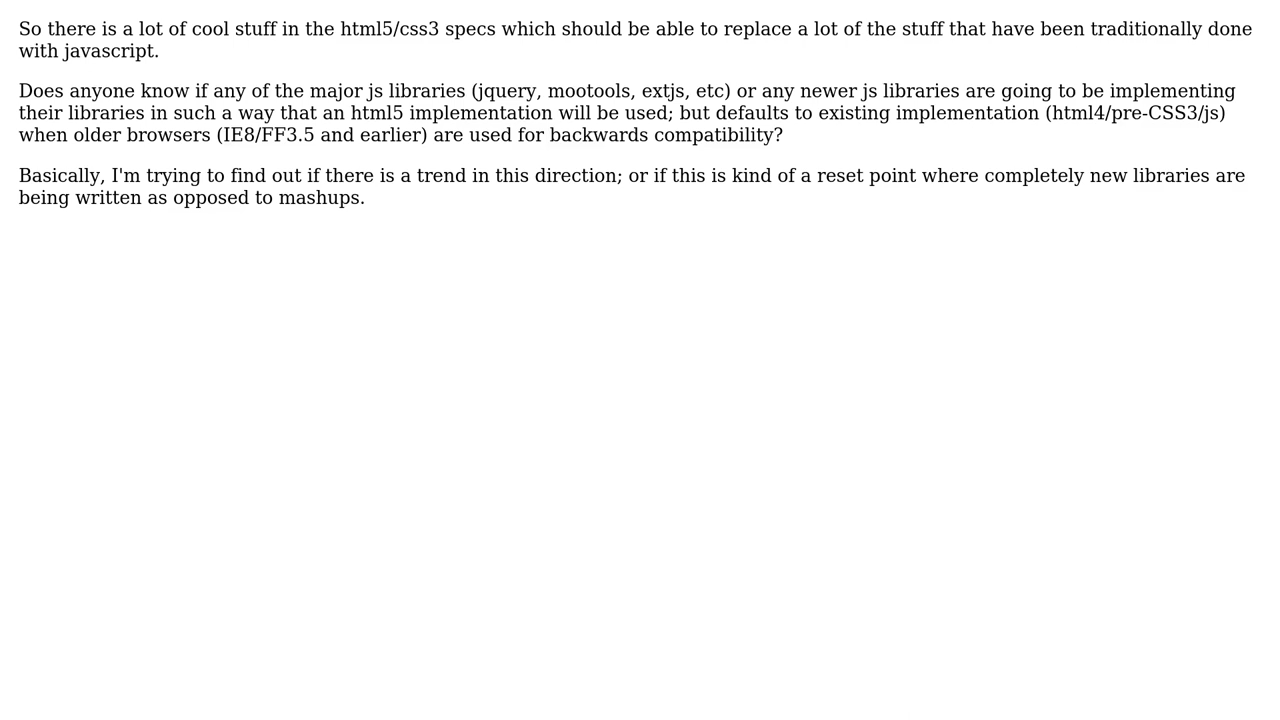 So there is a lot of cool stuff in the html5/css3 specs which should be able to replace a lot of the stuff that have been traditionally done
with javascript.
Does anyone know if any of the major js libraries (jquery, mootools, extjs, etc) or any newer js libraries are going to be implementing
their libraries in such a way that an html5 implementation will be used; but defaults to existing implementation (html4/pre-CSS3/js)
when older browsers (IE8/FF3.5 and earlier) are used for backwards compatibility?
Basically, I'm trying to find out if there is a trend in this direction; or if this is kind of a reset point where completely new libraries are
being written as opposed to mashups.